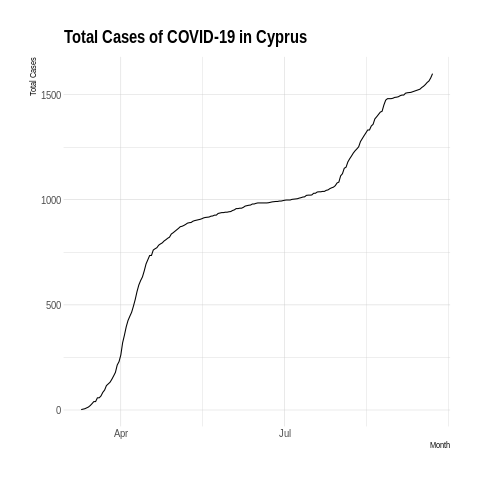 Total Cases of COVID-19 in Cyprus
Total Cases
1500
1000
500
0
Apr
Jul
Month